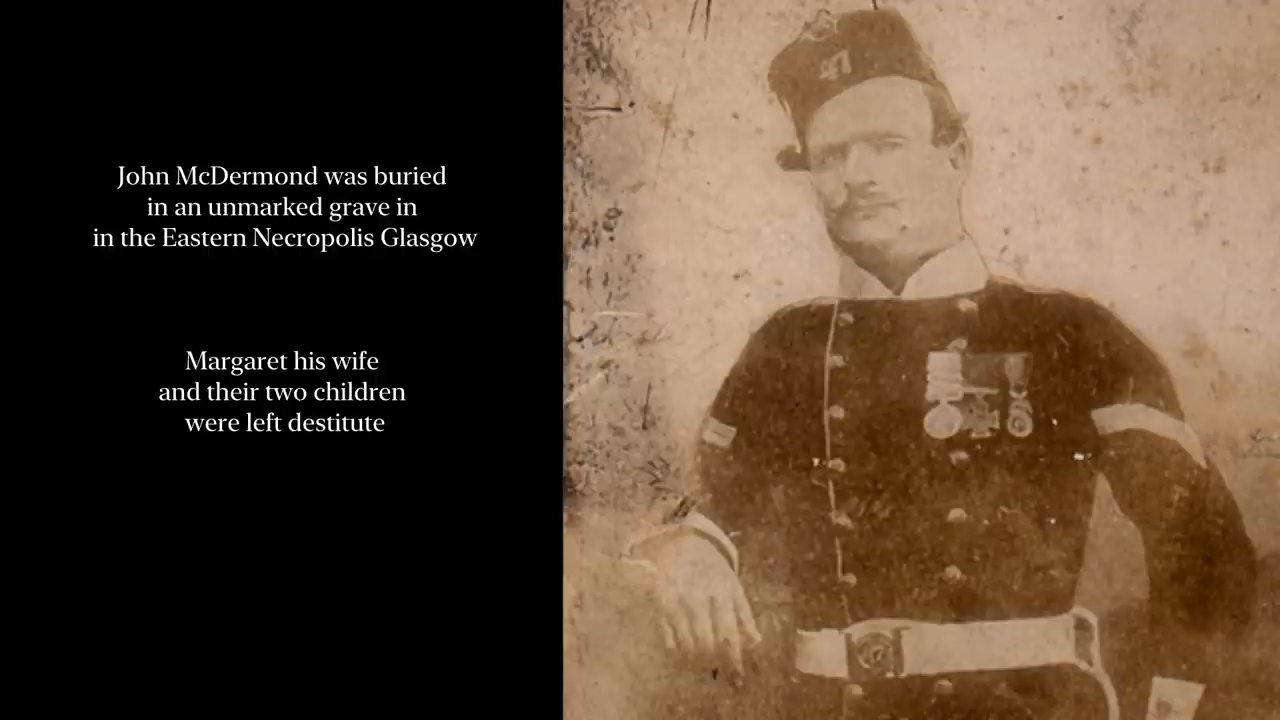 John McDermond was buried
in an unmarked grave in
in the Eastern Necropolis Glasgow
Margaret his wife
and their two children
were left destitute
47